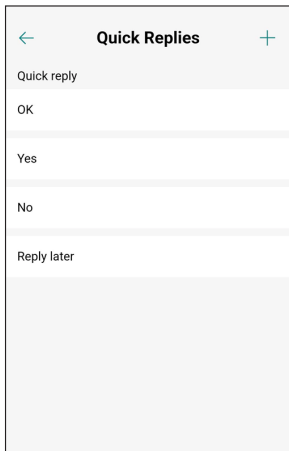 Quick Replies
Quick reply
OK
Yes
No
Reply later